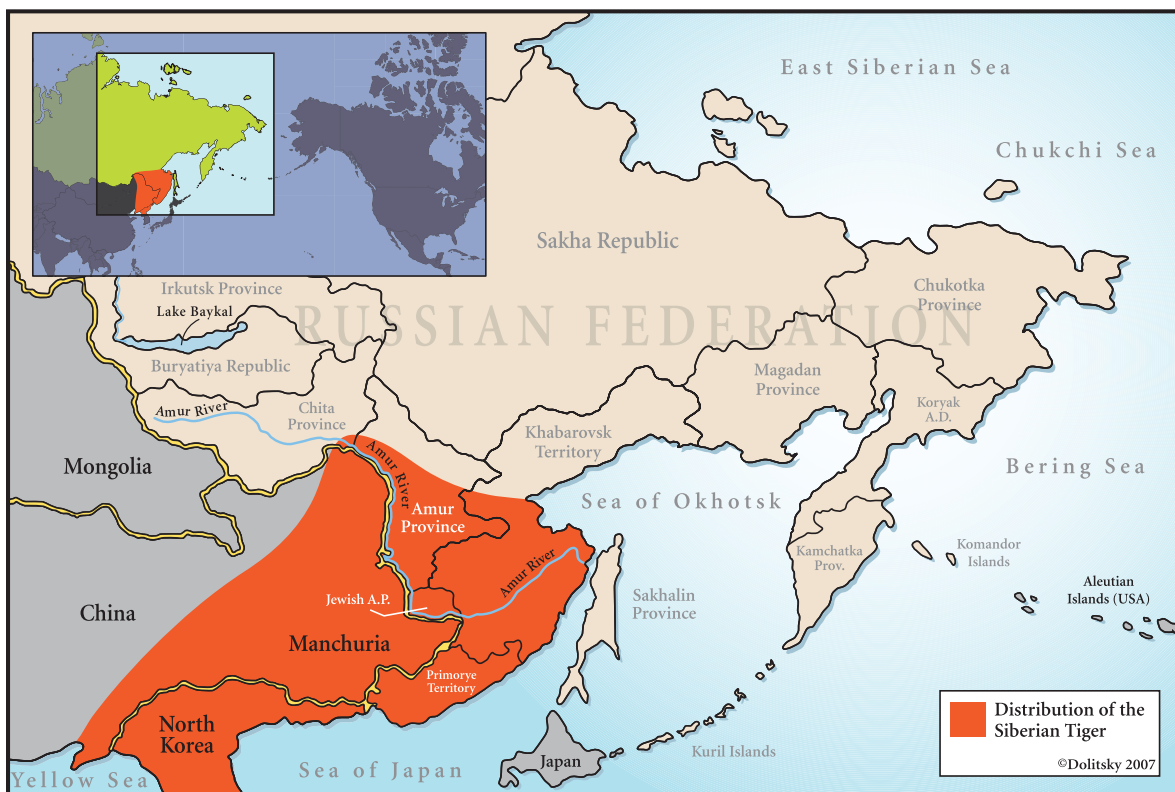 East Siberian Sea
Chukchi Sea
Sakha Republic
Irkutsk Province
Lake Baykal
Chukotka
Province
RUSSIAN FEDERATION
Buryatiya Republic
Magadan
Province
Amur River
Chita
Province
Koryak
A.D.
Khabarovsk
Territory
Mongolia
Amur River
Bering Sea
Sea of Okhotsk
Amur
Province
Kamchatka
Prov.
Komandor
Islands
Amur River
Aleutian
Islands (USA)
Jewish A.P.
Sakhalin
Province
China
Manchuria
Primorye
Territory
North
Korea
Distribution of the
Siberian Tiger
Kuril Islands
Japan
©Dolitsky 2007
Sea of Japan
Yellow Sea